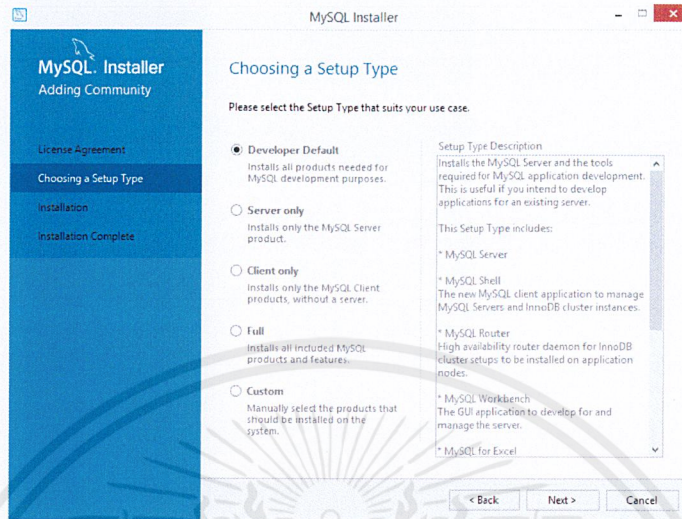 MySQL Installer
MySQL. Installer
Adding Community
License Agreement
Choosing a Setup Type
Installation
Installation Complete
Choosing a Setup Type
Please select the Setup Type that suits your use case.
Developer Default
Installs all products needed for
MySQL development purposes.
Server only
Installs only the MySQL Server
product.
Client only
Installs only the MySQL Client
products, without a server.
Full
Installs all included MySQL
products and features.
Custom
Manually select the products that
should be installed on the
system.
Setup Type Description
Installs the MySQL Server and the tools
required for MySQL application development.
This is useful if you intend to develop
applications for an existing server.
This Setup Type includes:
* MySQL Server
* MySQL Shell
The new MySQL client application to manage
MySQL Servers and InnoDB cluster instances.
* MySQL Router
High availability router daemon for InnoDB
cluster setups to be installed on application
nodes.
* MySQL Workbench
The GUI application to develop for and
manage the server.
* MySQL for Excel
< Back
Next >
Cancel